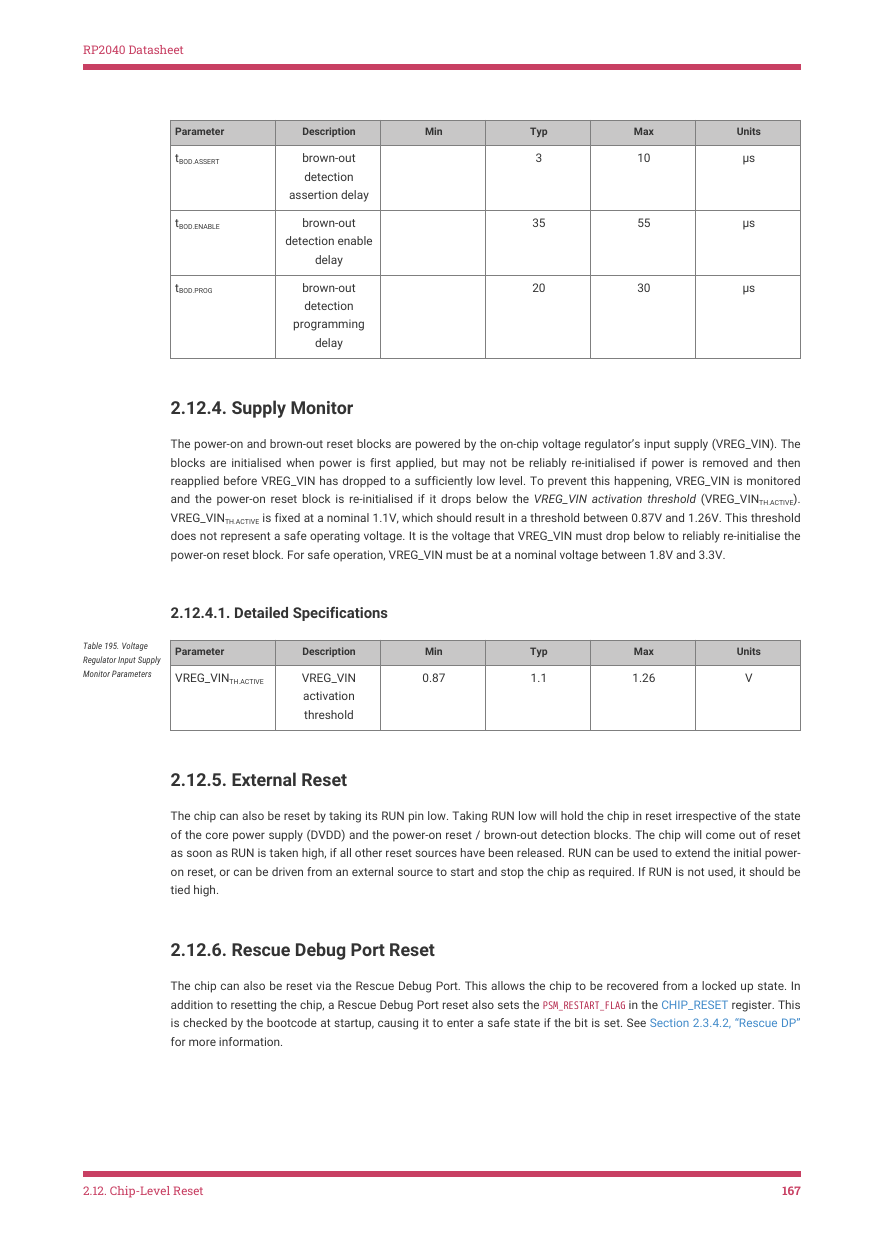 RP2040 Datasheet
Parameter Description Min Typ Max Units
tBOD.ASSERT brown-out 3 10 μs
detection
assertion delay
tBOD.ENABLE brown-out 35 55 μs
detection enable
delay
tBOD.PROG brown-out 20 30 μs
detection
programming
delay
2.12.4. Supply Monitor
The power-on and brown-out reset blocks are powered by the on-chip voltage regulator’s input supply (VREG_VIN). The
blocks are initialised when power is first applied, but may not be reliably re-initialised if power is removed and then
reapplied before VREG_VIN has dropped to a sufficiently low level. To prevent this happening, VREG_VIN is monitored
and the power-on reset block is re-initialised if it drops below the VREG_VIN activation threshold (VREG_VINTH.ACTIVE).
VREG_VINTH.ACTIVE is fixed at a nominal 1.1V, which should result in a threshold between 0.87V and 1.26V. This threshold
does not represent a safe operating voltage. It is the voltage that VREG_VIN must drop below to reliably re-initialise the
power-on reset block. For safe operation, VREG_VIN must be at a nominal voltage between 1.8V and 3.3V.
2.12.4.1. Detailed Specifications
Table 195. Voltage
Regulator Input Supply
Monitor Parameters
Parameter Description Min Typ Max Units
VREG_VINTH.ACTIVE VREG_VIN 0.87 1.1 1.26 V
activation
threshold
2.12.5. External Reset
The chip can also be reset by taking its RUN pin low. Taking RUN low will hold the chip in reset irrespective of the state
of the core power supply (DVDD) and the power-on reset / brown-out detection blocks. The chip will come out of reset
as soon as RUN is taken high, if all other reset sources have been released. RUN can be used to extend the initial power-
on reset, or can be driven from an external source to start and stop the chip as required. If RUN is not used, it should be
tied high.
2.12.6. Rescue Debug Port Reset
The chip can also be reset via the Rescue Debug Port. This allows the chip to be recovered from a locked up state. In
addition to resetting the chip, a Rescue Debug Port reset also sets the PSM_RESTART_FLAG in the CHIP_RESET register. This
is checked by the bootcode at startup, causing it to enter a safe state if the bit is set. See Section 2.3.4.2, “Rescue DP”
for more information.
2.12. Chip-Level Reset 167